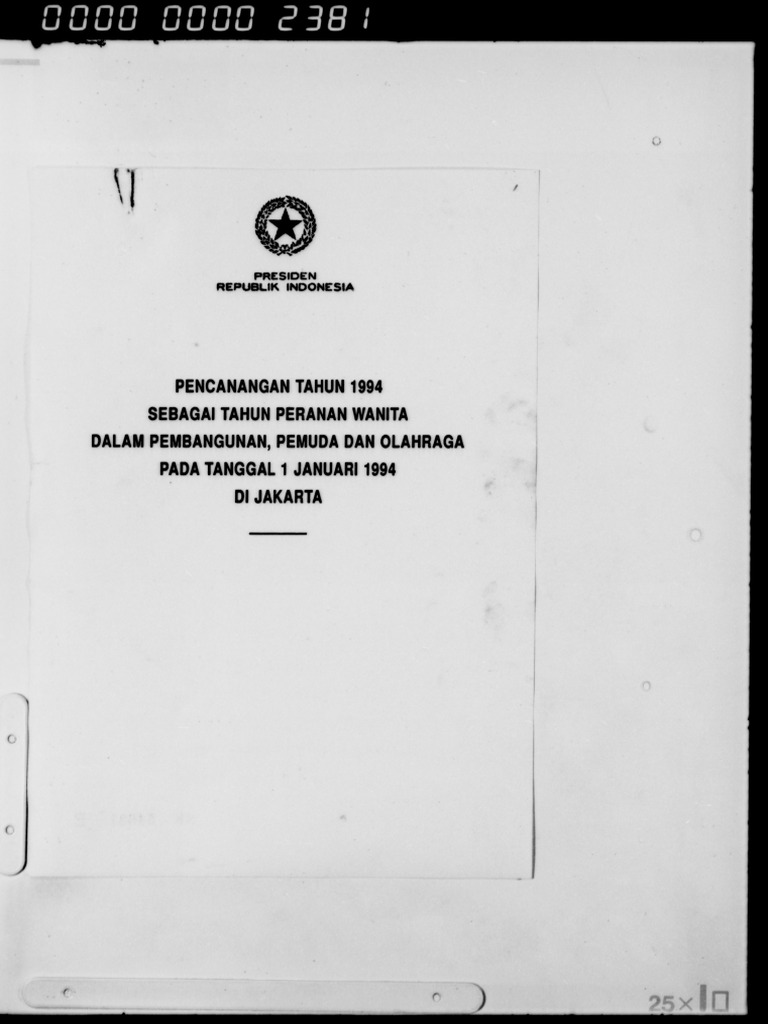 0000 0000 2381
PRESIDEN
REPUBLIK INDONESIA
PENCANANGAN TAHUN 1994
SEBAGAI TAHUN PERANAN WANITA
DALAM PEMBANGUNAN, PEMUDA DAN OLAHRAGA
PADA TANGGAL 1 JANUARI 1994
DI JAKARTA
25×